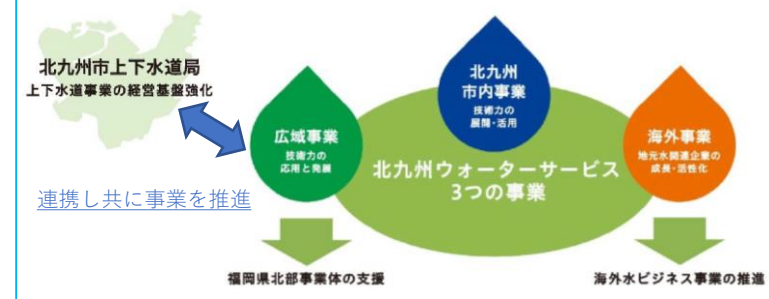 北九州市上下水道局
上下水道事業の経営基盤強化
連携し共に事業を推進
広域事業
技術力の
応用と発展
北九州
市内事業
技術力の
展開・活用
海外事業
地元水関連企業の
成長・活性化
北九州ウォーターサービス
3つの事業
福岡県北部事業体の支援
海外水ビジネス事業の推進